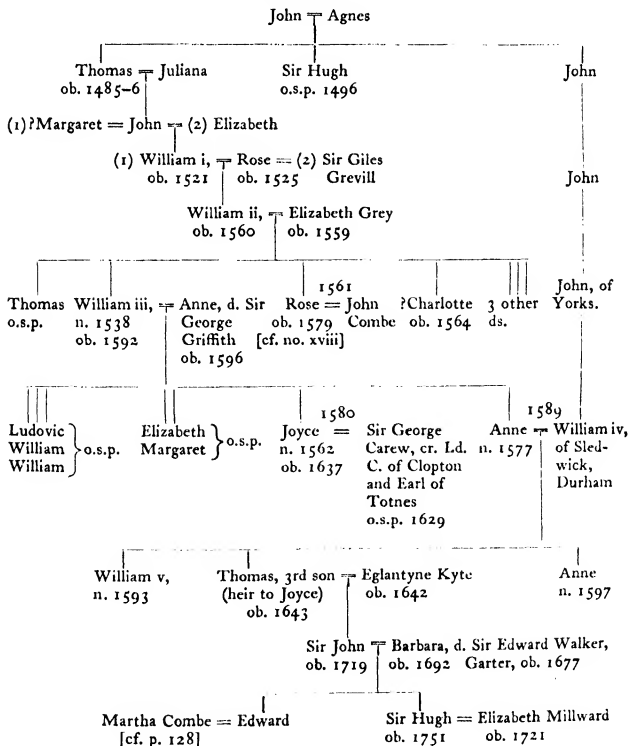 John = Agnes
Thomas = Juliana Sir Hugh John
ob. 1485–6 o.s.p. 1496
(1) ?Margaret = John = (2) Elizabeth
(1) William i, = Rose = (2) Sir Giles
ob. 1521 ob. 1525 Grevill John
William ii, = Elizabeth Grey
ob. 1560 ob. 1559
1561
Thomas William iii, = Anne, d. Sir Rose = John ?Charlotte 3 other John, of
o.s.p. n. 1538 George ob. 1579 Combe ob. 1564 ds. Yorks.
ob. 1592 Griffith [cf. no. xviii]
ob. 1596
1580 1589
Ludovic Elizabeth Joyce = Sir George Anne = William iv,
William } o.s.p. Margaret } o.s.p. n. 1562 Carew, cr. Ld. n. 1577 of Sled-
William ob. 1637 C. of Clopton wick,
and Earl of Durham
Totnes
o.s.p. 1629
William v, Thomas, 3rd son = Eglantyne Kyte Anne
n. 1593 (heir to Joyce) ob. 1642 n. 1597
ob. 1643
Sir John = Barbara, d. Sir Edward Walker,
ob. 1719 ob. 1692 Garter, ob. 1677
Martha Combe = Edward Sir Hugh = Elizabeth Millward
[cf. p. 128] ob. 1751 ob. 1721